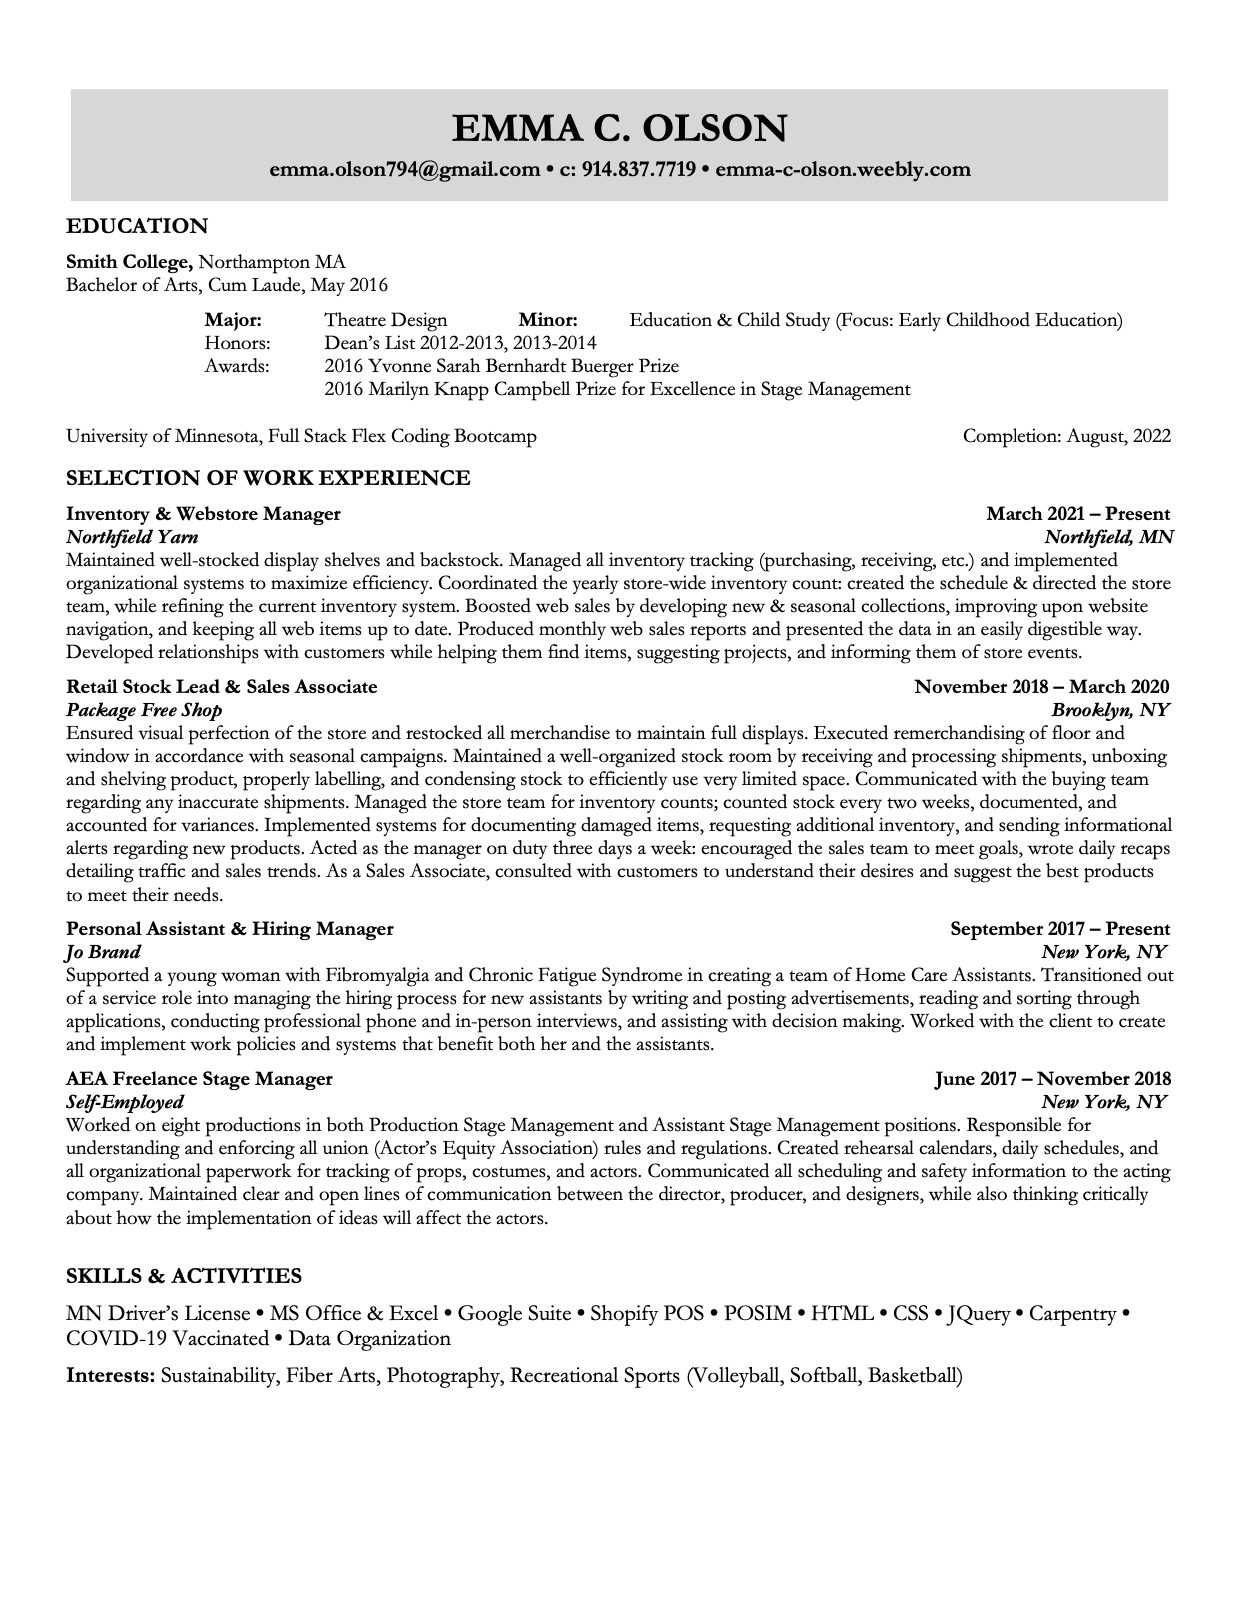 EMMA C. OLSON
emma.olson794@gmail.com • c: 914.837.7719 • emma-c-olson.weebly.com
EDUCATION
Smith College, Northampton MA
Bachelor of Arts, Cum Laude, May 2016
Major: Theatre Design Minor: Education & Child Study (Focus: Early Childhood Education)
Honors: Dean’s List 2012-2013, 2013-2014
Awards: 2016 Yvonne Sarah Bernhardt Buerger Prize
2016 Marilyn Knapp Campbell Prize for Excellence in Stage Management
University of Minnesota, Full Stack Flex Coding Bootcamp Completion: August, 2022
SELECTION OF WORK EXPERIENCE
Inventory & Webstore Manager March 2021 – Present
Northfield Yarn Northfield, MN
Maintained well-stocked display shelves and backstock. Managed all inventory tracking (purchasing, receiving, etc.) and implemented
organizational systems to maximize efficiency. Coordinated the yearly store-wide inventory count: created the schedule & directed the store
team, while refining the current inventory system. Boosted web sales by developing new & seasonal collections, improving upon website
navigation, and keeping all web items up to date. Produced monthly web sales reports and presented the data in an easily digestible way.
Developed relationships with customers while helping them find items, suggesting projects, and informing them of store events.
Retail Stock Lead & Sales Associate November 2018 – March 2020
Package Free Shop Brooklyn, NY
Ensured visual perfection of the store and restocked all merchandise to maintain full displays. Executed remerchandising of floor and
window in accordance with seasonal campaigns. Maintained a well-organized stock room by receiving and processing shipments, unboxing
and shelving product, properly labelling, and condensing stock to efficiently use very limited space. Communicated with the buying team
regarding any inaccurate shipments. Managed the store team for inventory counts; counted stock every two weeks, documented, and
accounted for variances. Implemented systems for documenting damaged items, requesting additional inventory, and sending informational
alerts regarding new products. Acted as the manager on duty three days a week: encouraged the sales team to meet goals, wrote daily recaps
detailing traffic and sales trends. As a Sales Associate, consulted with customers to understand their desires and suggest the best products
to meet their needs.
Personal Assistant & Hiring Manager September 2017 – Present
Jo Brand New York, NY
Supported a young woman with Fibromyalgia and Chronic Fatigue Syndrome in creating a team of Home Care Assistants. Transitioned out
of a service role into managing the hiring process for new assistants by writing and posting advertisements, reading and sorting through
applications, conducting professional phone and in-person interviews, and assisting with decision making. Worked with the client to create
and implement work policies and systems that benefit both her and the assistants.
AEA Freelance Stage Manager June 2017 – November 2018
Self-Employed New York, NY
Worked on eight productions in both Production Stage Management and Assistant Stage Management positions. Responsible for
understanding and enforcing all union (Actor’s Equity Association) rules and regulations. Created rehearsal calendars, daily schedules, and
all organizational paperwork for tracking of props, costumes, and actors. Communicated all scheduling and safety information to the acting
company. Maintained clear and open lines of communication between the director, producer, and designers, while also thinking critically
about how the implementation of ideas will affect the actors.
SKILLS & ACTIVITIES
MN Driver’s License • MS Office & Excel • Google Suite • Shopify POS • POSIM • HTML • CSS • JQuery • Carpentry •
COVID-19 Vaccinated • Data Organization
Interests: Sustainability, Fiber Arts, Photography, Recreational Sports (Volleyball, Softball, Basketball)